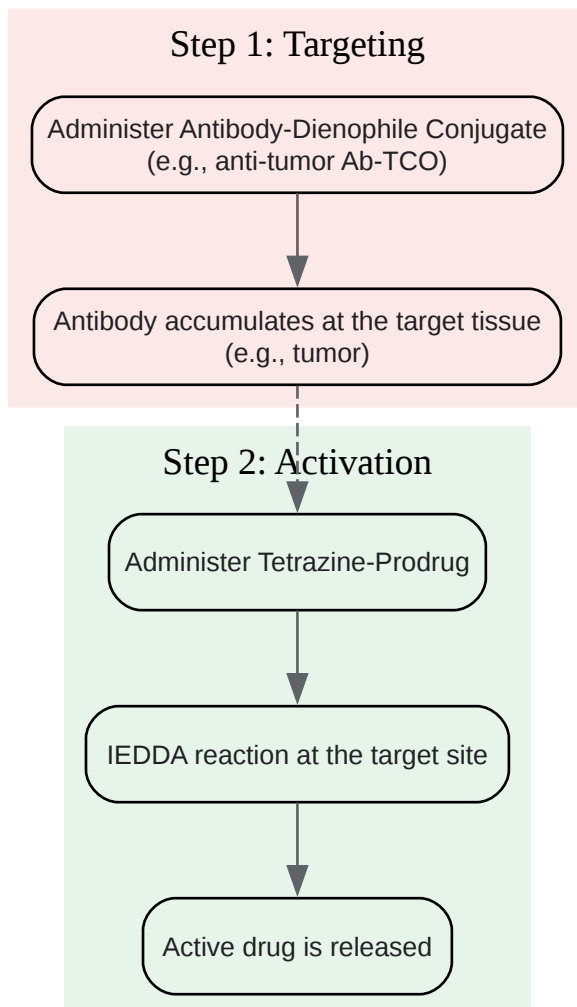 Step 1: Targeting
Administer Antibody-Dienophile Conjugate
(e.g., anti-tumor Ab-TCO)
Antibody accumulates at the target tissue
(e.g., tumor)
Step 2: Activation
Administer Tetrazine-Prodrug
IEDDA reaction at the target site
Active drug is released